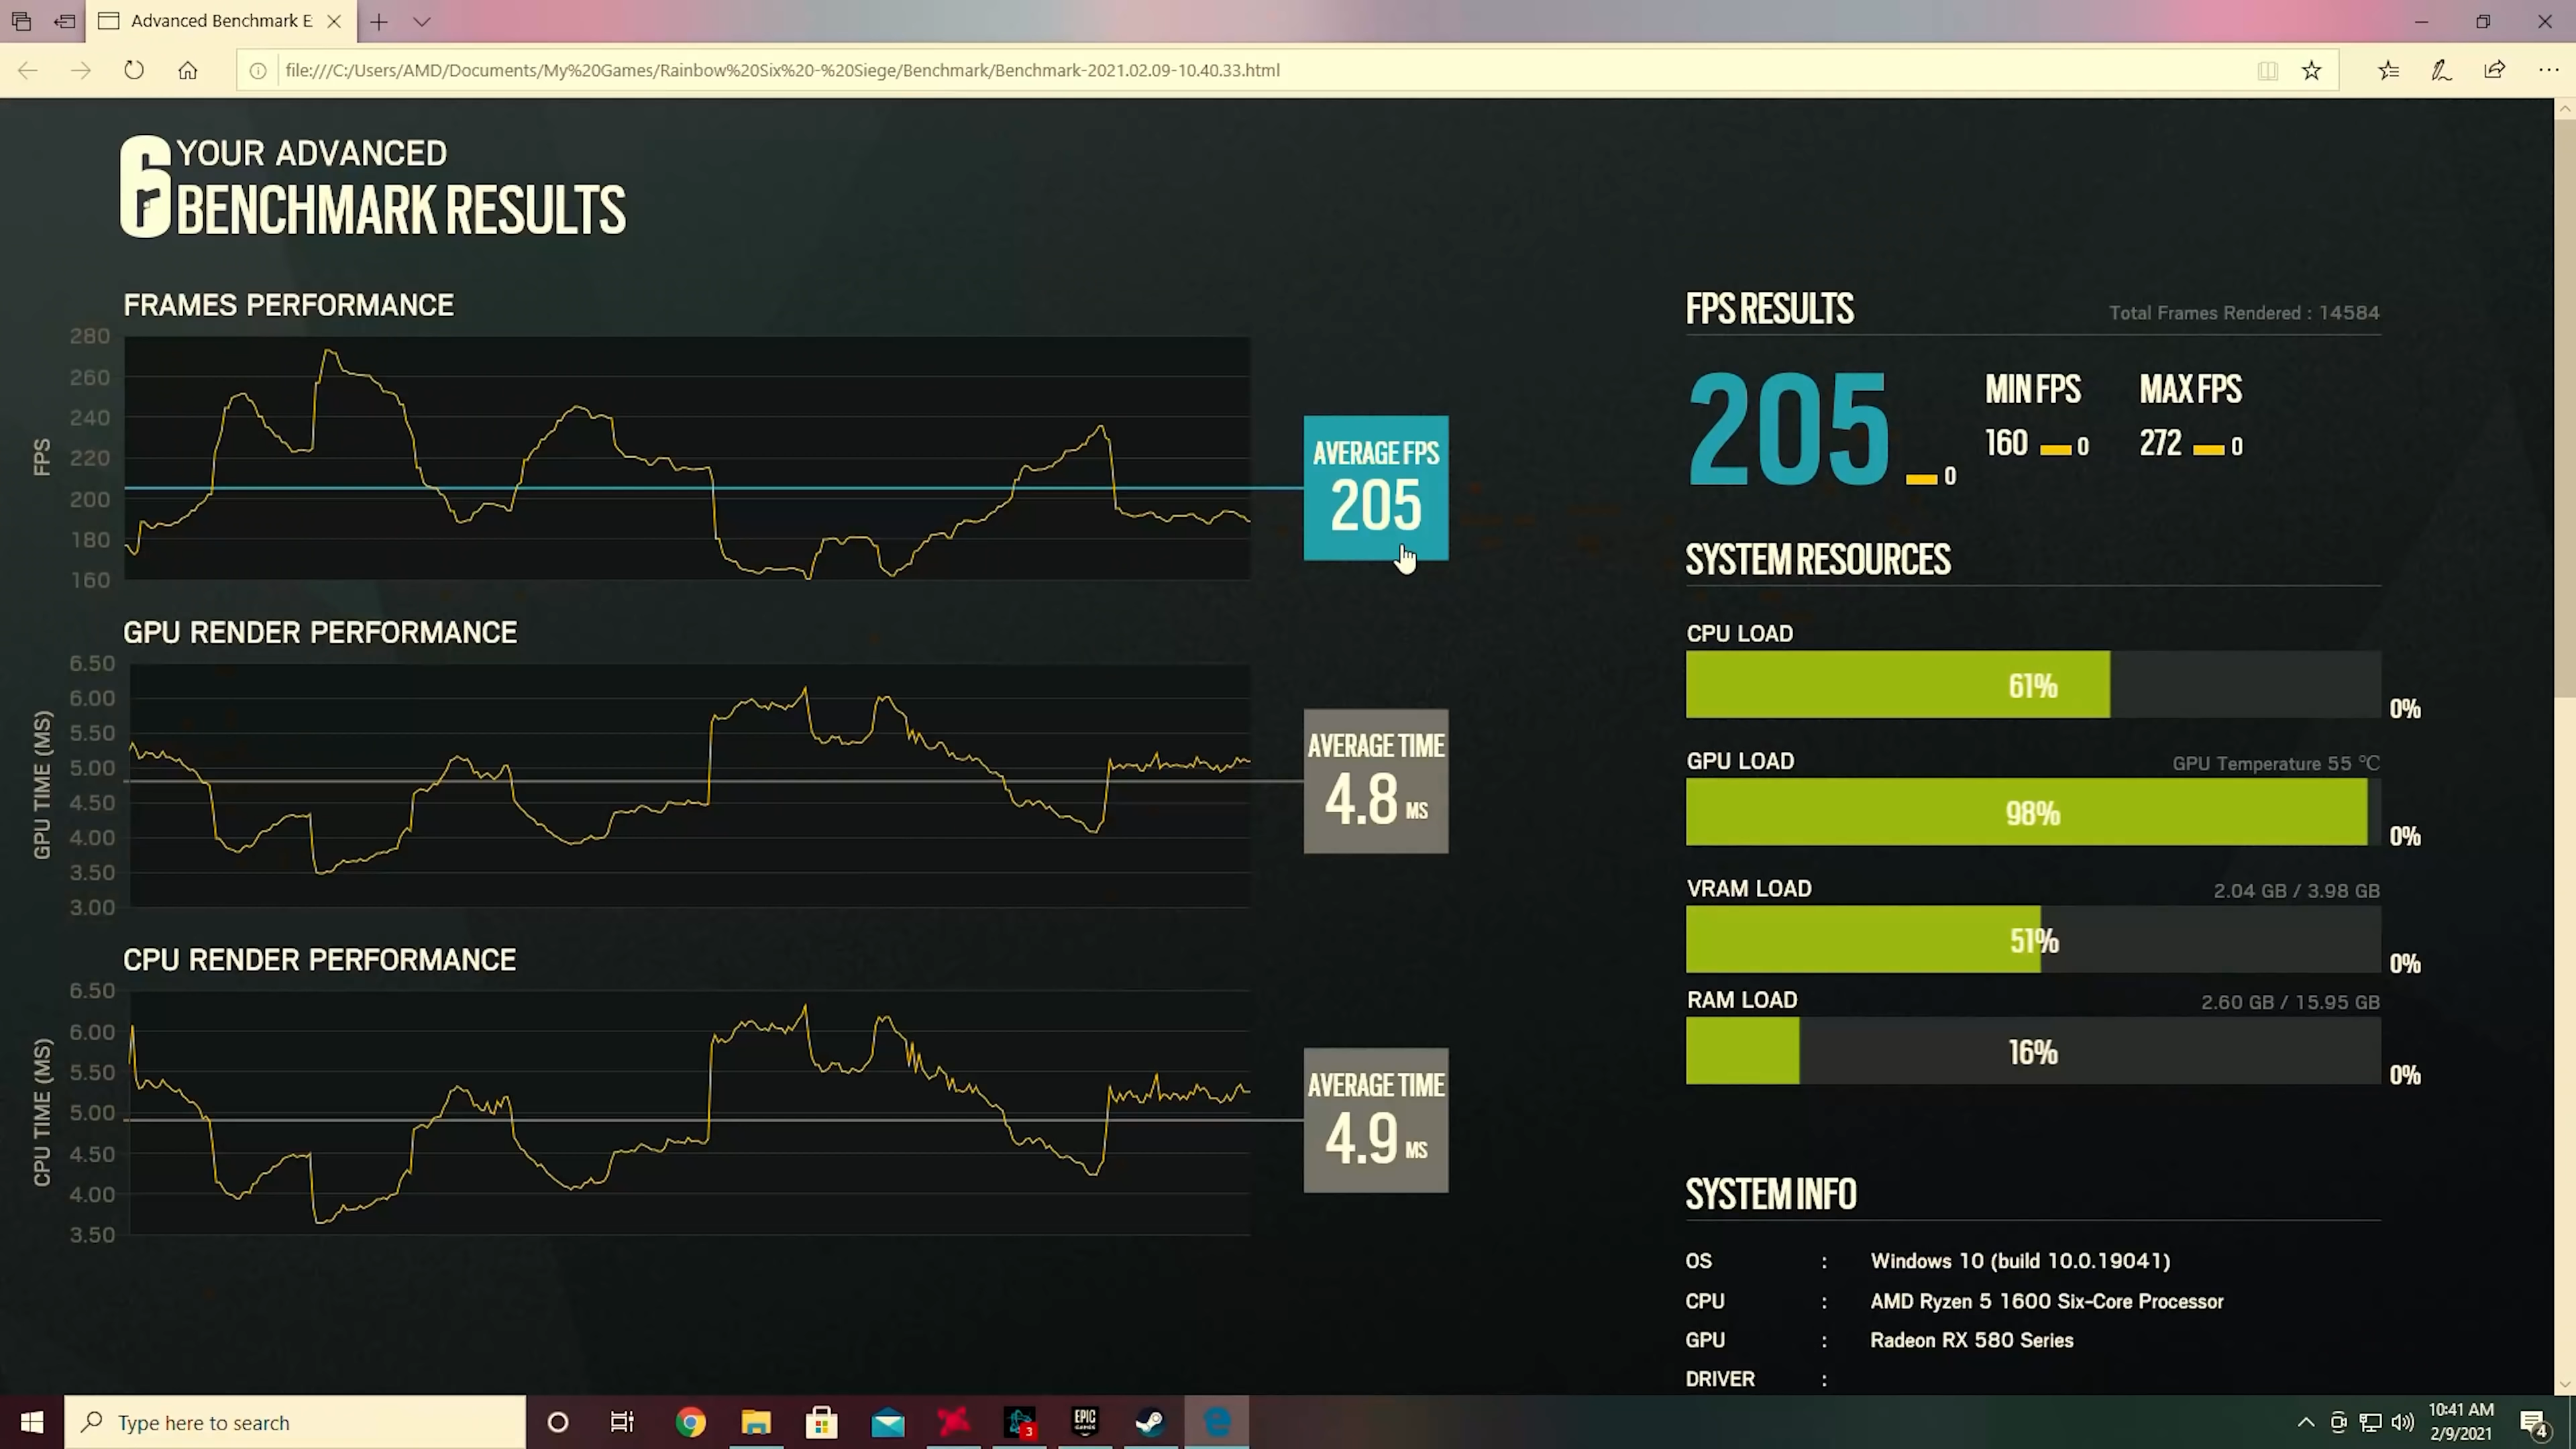 Advanced Benchmark E
file:///C:/Users/AMD/Documents/My%20Games/Rainbow%20Six%20-%20Siege/Benchmark/Benchmark-2021.02.09-10.40.33.html
6 YOUR ADVANCED
BENCHMARK RESULTS
FRAMES PERFORMANCE
FPS
280
260
240
220
200
180
160
AVERAGE FPS
205
GPU RENDER PERFORMANCE
GPU TIME (MS)
6.50
6.00
5.50
5.00
4.50
4.00
3.50
3.00
AVERAGE TIME
4.8 MS
CPU RENDER PERFORMANCE
CPU TIME (MS)
6.50
6.00
5.50
5.00
4.50
4.00
3.50
AVERAGE TIME
4.9 MS
FPS RESULTS
Total Frames Rendered : 14584
205 0
MIN FPS
160 0
MAX FPS
272 0
SYSTEM RESOURCES
CPU LOAD
61%
0%
GPU LOAD
GPU Temperature 55 °C
98%
0%
VRAM LOAD
2.04 GB / 3.98 GB
51%
0%
RAM LOAD
2.60 GB / 15.95 GB
16%
0%
SYSTEM INFO
OS : Windows 10 (build 10.0.19041)
CPU : AMD Ryzen 5 1600 Six-Core Processor
GPU : Radeon RX 580 Series
DRIVER :
Type here to search
3
EPIC
GAMES
10:41 AM
2/9/2021
4